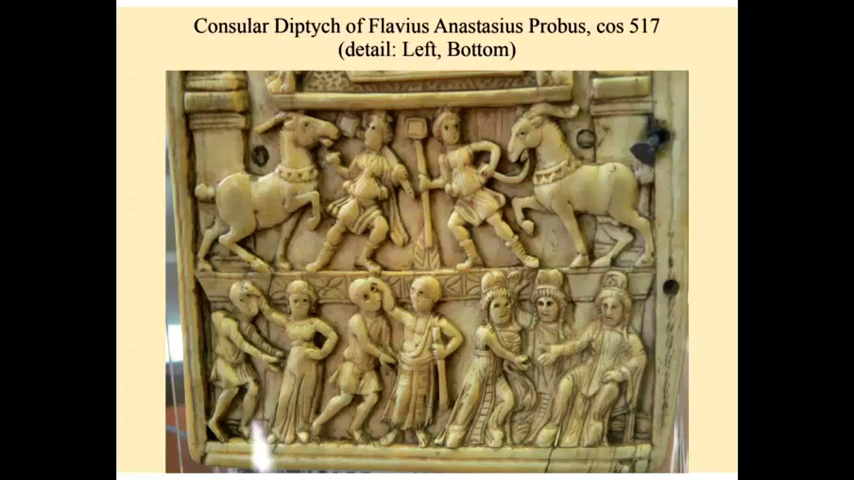 Consular Diptych of Flavius Anastasius Probus, cos 517
(detail: Left, Bottom)